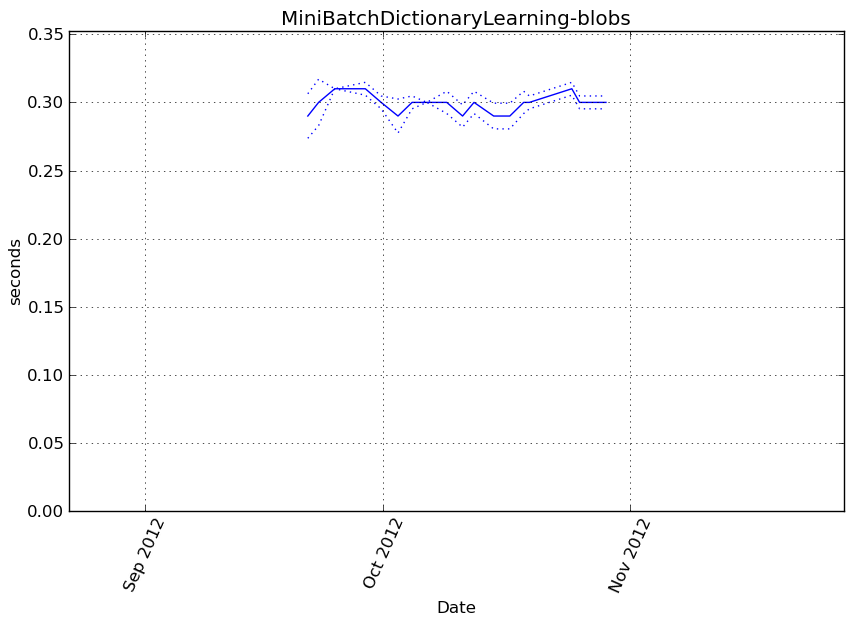 MiniBatchDictionaryLearning-blobs
0.35
0.30
0.25
0.20
0.15
0.10
0.05
0.00
seconds
Sep 2012
Oct 2012
Nov 2012
Date